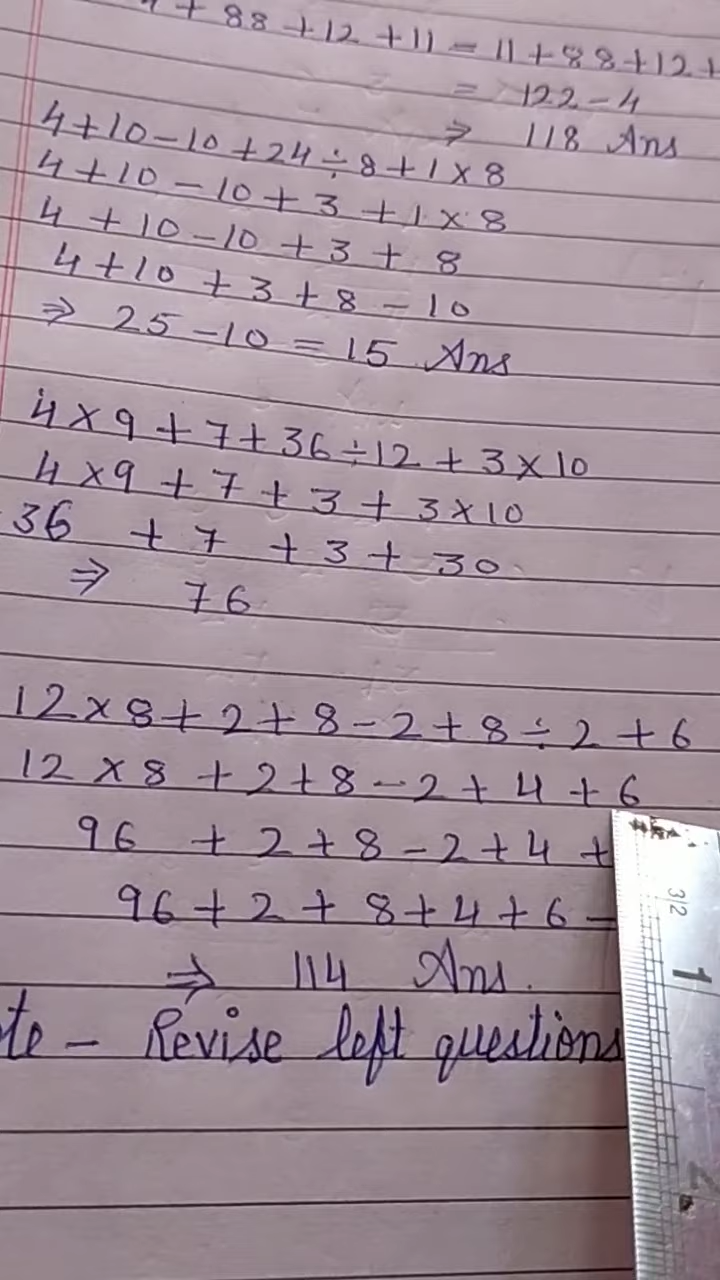 + 88 + 12 + 11 = 11 + 88 + 12 +
= 122 - 4
⇒ 118 Ans
4 + 10 - 10 + 24 ÷ 8 + 1 × 8
4 + 10 - 10 + 3 + 1 × 8
4 + 10 - 10 + 3 + 8
4 + 10 + 3 + 8 - 10
⇒ 25 - 10 = 15 Ans
4 × 9 + 7 + 36 ÷ 12 + 3 × 10
4 × 9 + 7 + 3 + 3 × 10
36 + 7 + 3 + 30
⇒ 76
12 × 8 + 2 + 8 - 2 + 8 ÷ 2 + 6
12 × 8 + 2 + 8 - 2 + 4 + 6
96 + 2 + 8 - 2 + 4 +
96 + 2 + 8 + 4 + 6 -
⇒ 114 Ans.
te - Revise left questions
3/2
1
2